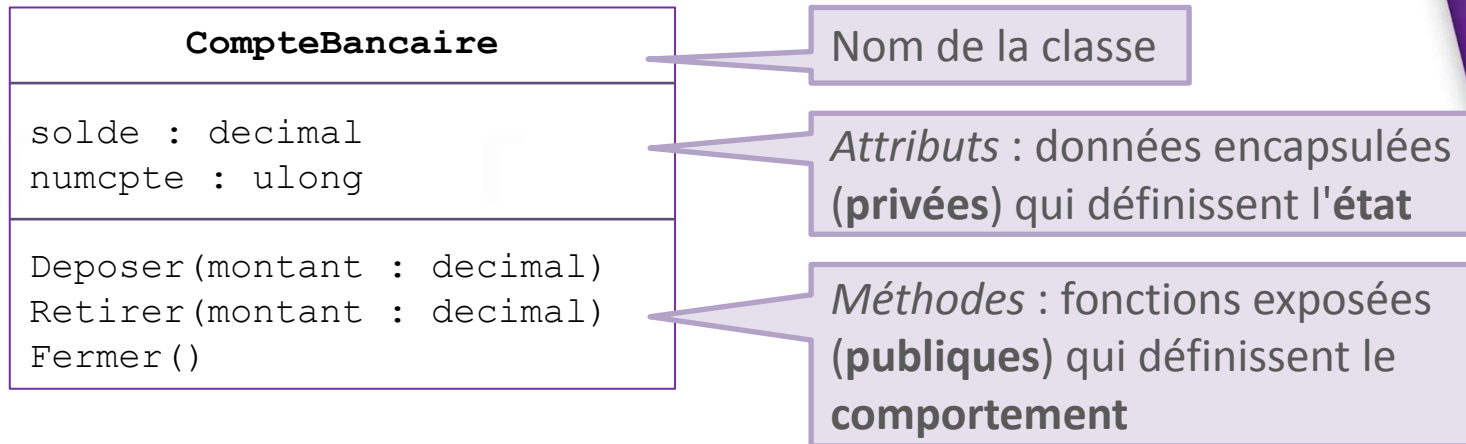 CompteBancaire
Nom de la classe
solde : decimal
numcpte : ulong
Attributs : données encapsulées
(privées) qui définissent l'état
Deposer(montant : decimal)
Retirer(montant : decimal)
Fermer()
Méthodes : fonctions exposées
(publiques) qui définissent le
comportement